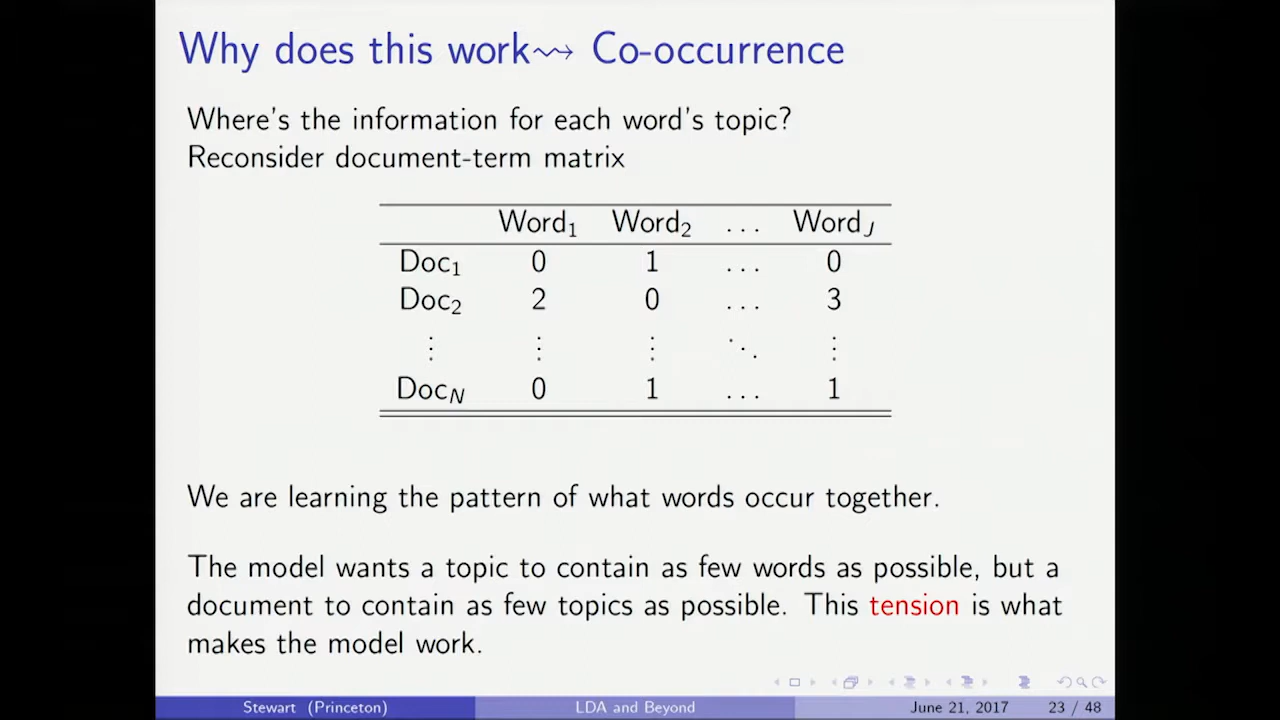 Why does this work⇝ Co-occurrence
Where's the information for each word's topic?
Reconsider document-term matrix
Word₁ Word₂ . . . Word_J
Doc₁ 0 1 . . . 0
Doc₂ 2 0 . . . 3
⋮ ⋮ ⋮ ⋱ ⋮
Doc_N 0 1 . . . 1
We are learning the pattern of what words occur together.
The model wants a topic to contain as few words as possible, but a
document to contain as few topics as possible. This tension is what
makes the model work.
Stewart (Princeton) LDA and Beyond June 21, 2017 23 / 48